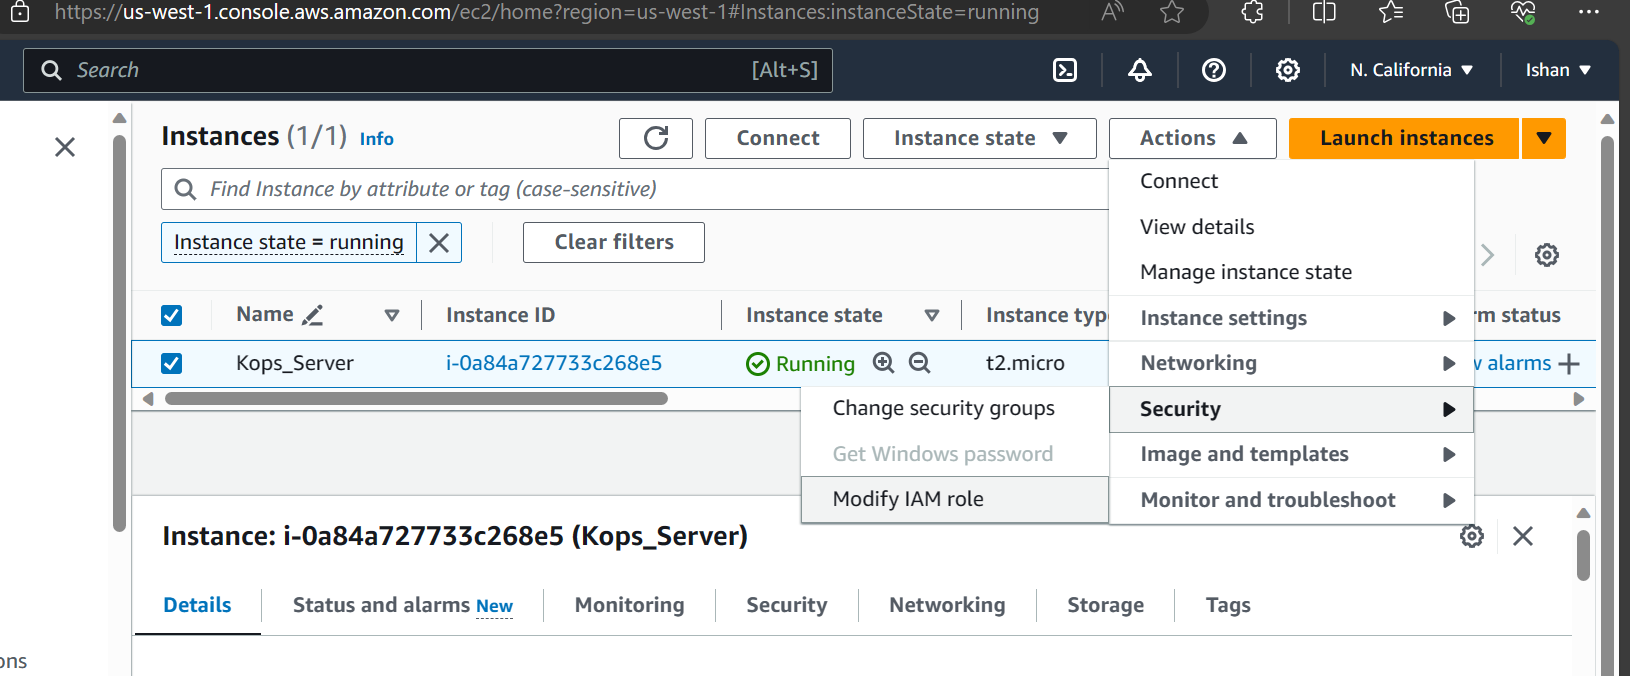 https://us-west-1.console.aws.amazon.com/ec2/home?region=us-west-1#Instances:instanceState=running
Search [Alt+S] N. California Ishan
Instances (1/1) Info Connect Instance state Actions Launch instances
Find Instance by attribute or tag (case-sensitive)
Instance state = running Clear filters
Connect
View details
Manage instance state
Instance settings
Networking
Security
Image and templates
Monitor and troubleshoot
Name Instance ID Instance state Instance typ rm status
Kops_Server i-0a84a727733c268e5 Running t2.micro alarms
Change security groups
Get Windows password
Modify IAM role
Instance: i-0a84a727733c268e5 (Kops_Server)
Details Status and alarms New Monitoring Security Networking Storage Tags
ons